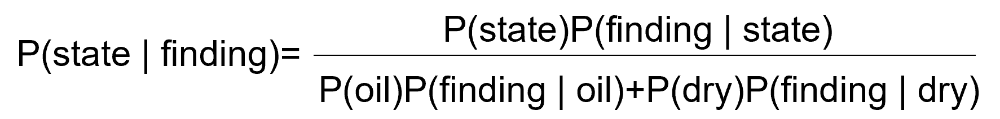 P(state | finding)=
P(state)P(finding | state)
P(oil)P(finding | oil)+P(dry)P(finding | dry)